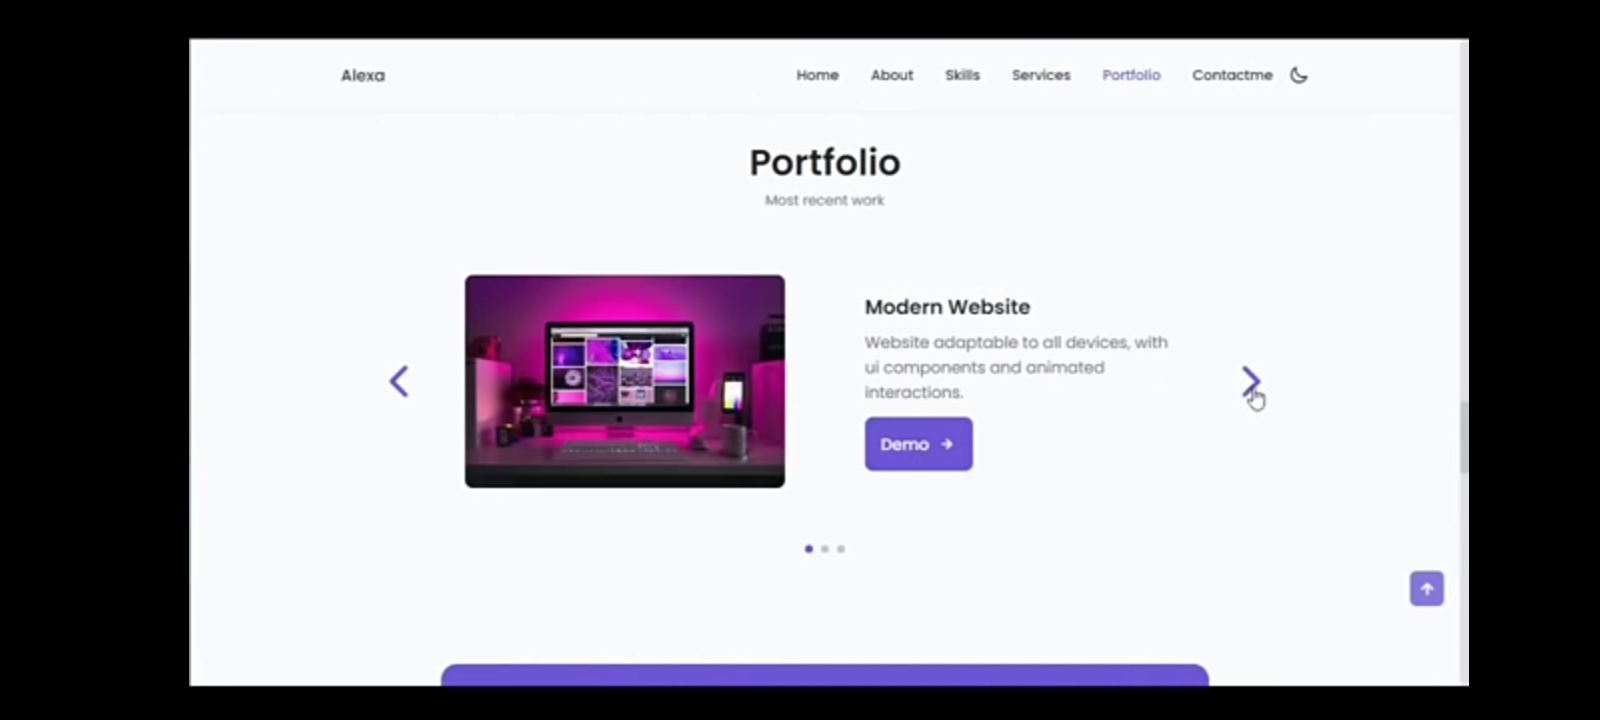 Alexa
Home About Skills Services Portfolio Contactme
Portfolio
Most recent work
Modern Website
Website adaptable to all devices, with
ui components and animated
interactions.
Demo